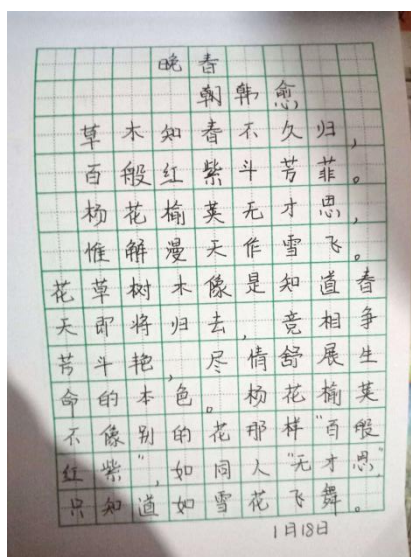 晚春
朝韩愈
草木知春不久归，
百般红紫斗芳菲。
杨花榆荚无才思，
惟解漫天作雪飞。
花草树木像是知道春
天即将归去，竞相争
芳斗艳，尽情舒展生
命的本色。杨花榆荚
不像别的花那样"百般
红紫"，如同人"无才思"，
只知道如雪花飞舞。
1月18日